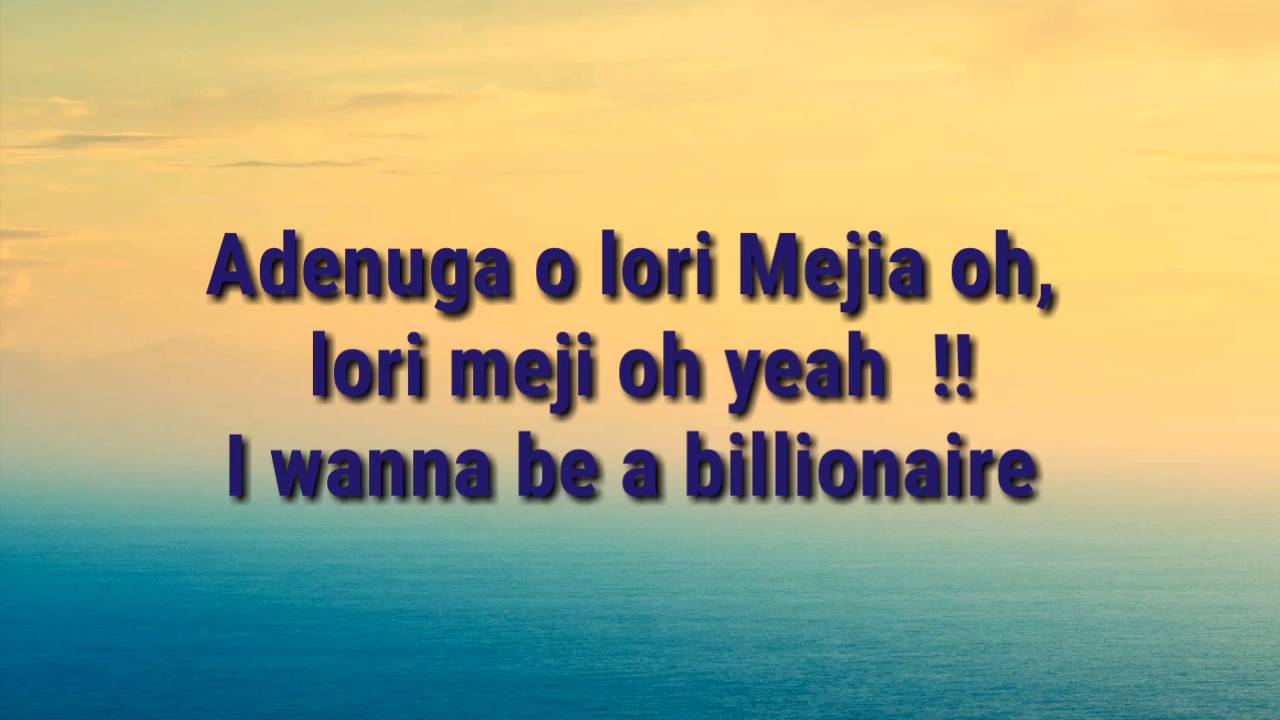 Adenuga o lori Mejia oh,
lori meji oh yeah !!
I wanna be a billionaire